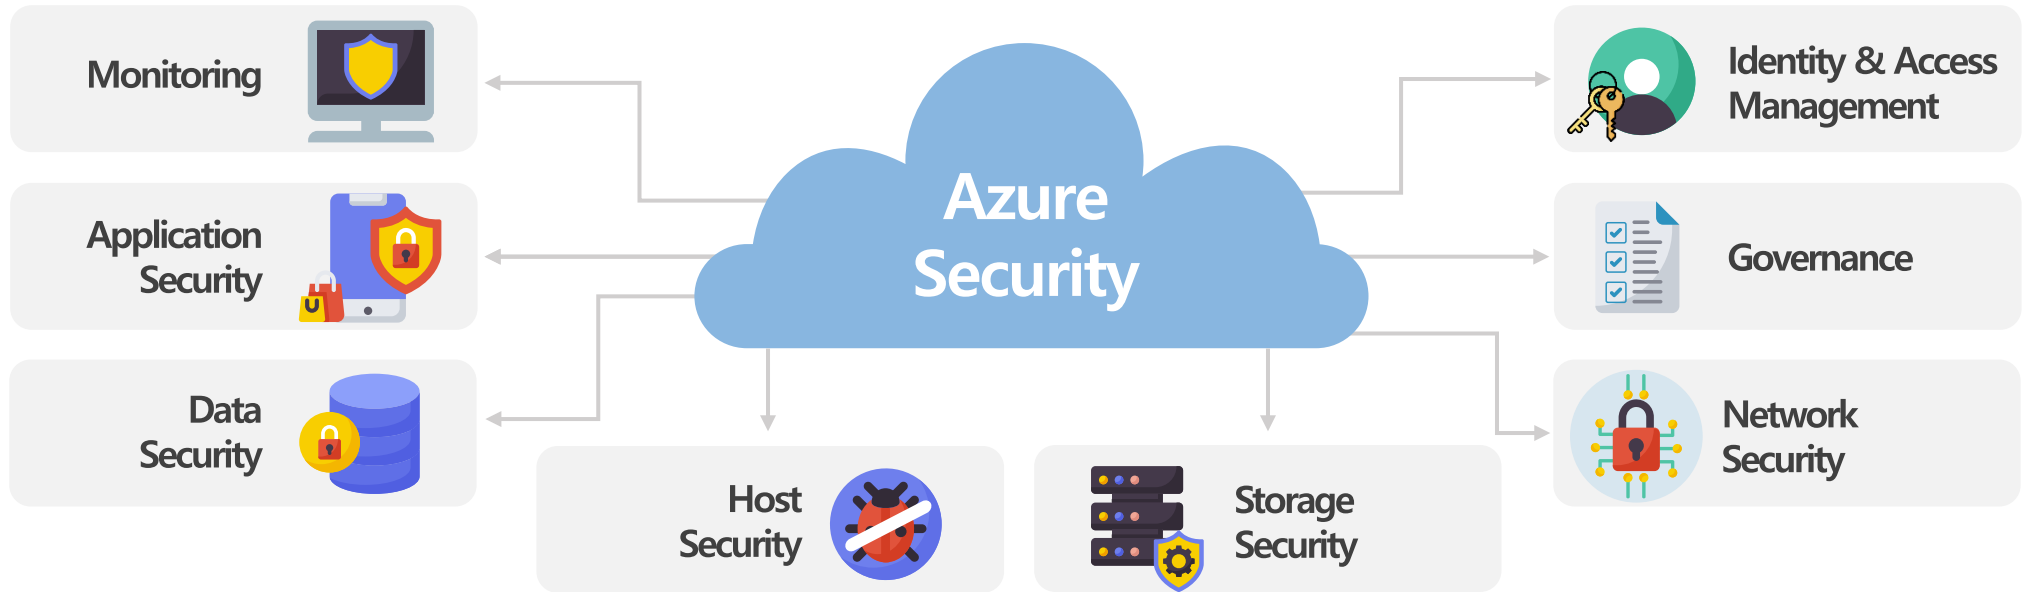 Monitoring
Application
Security
Data
Security
Azure
Security
Host
Security
Storage
Security
Identity & Access
Management
Governance
Network
Security